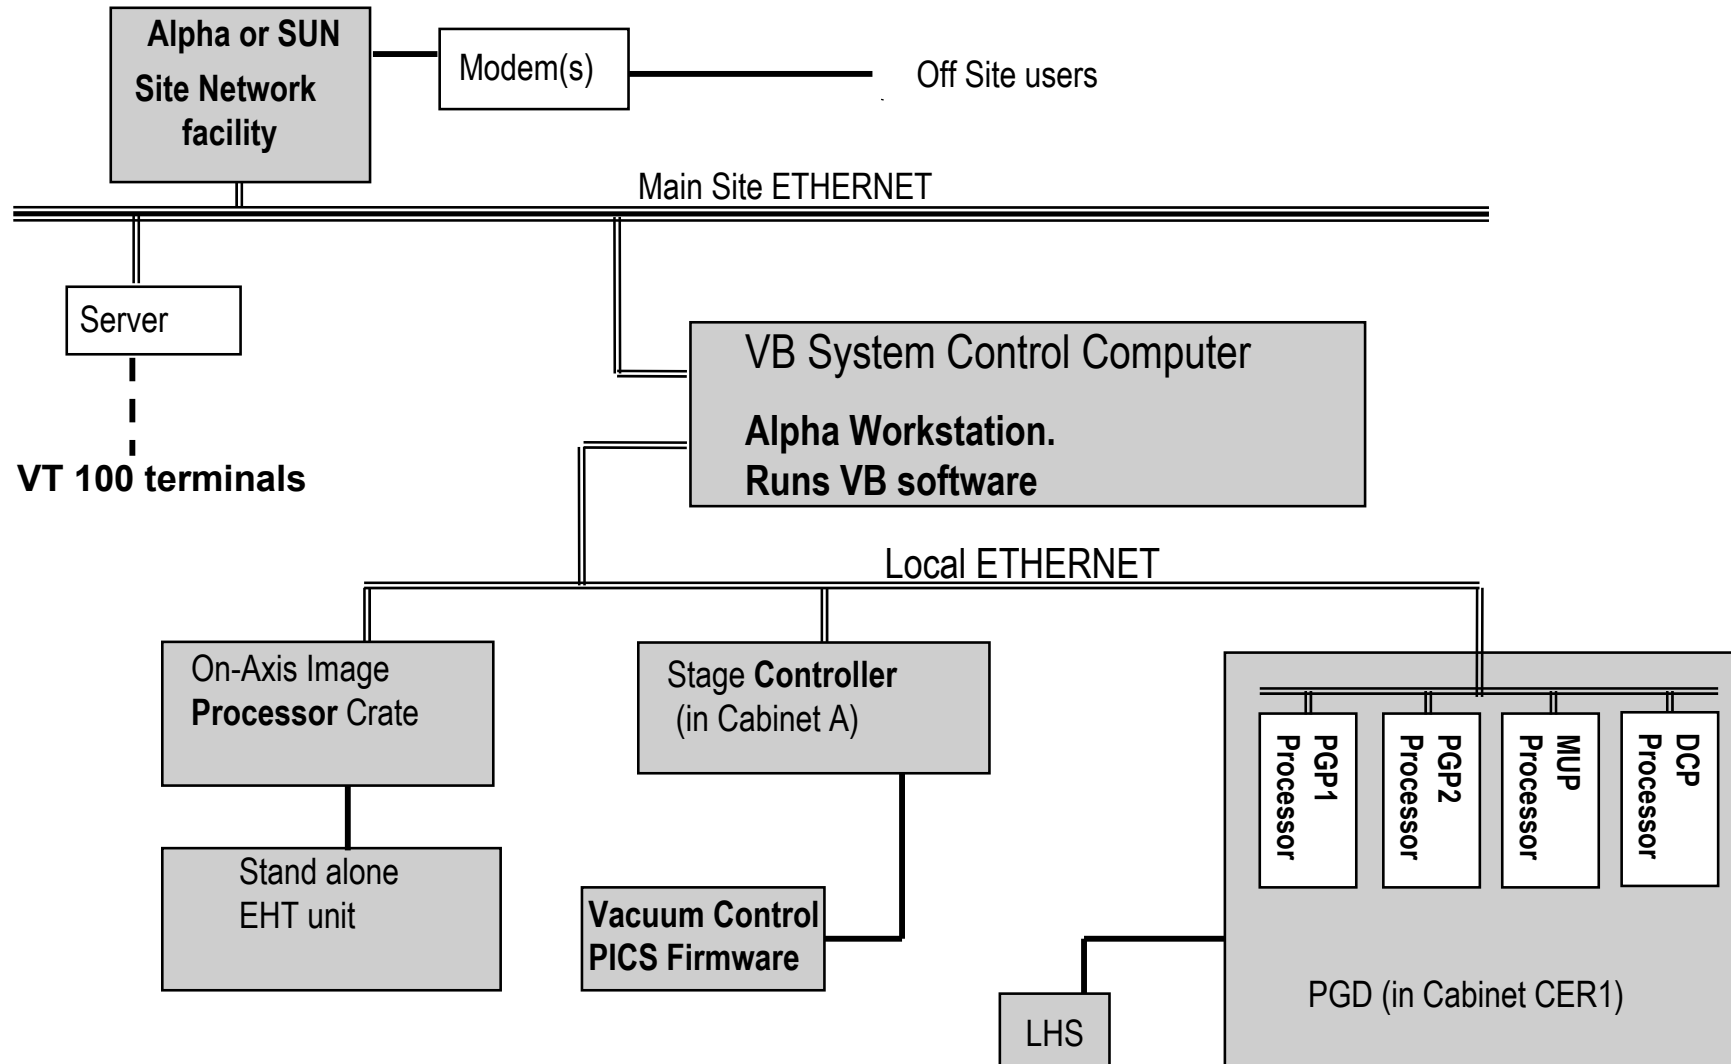 Alpha or SUN
Site Network
facility
Modem(s)
Off Site users
Main Site ETHERNET
Server
VT 100 terminals
VB System Control Computer
Alpha Workstation.
Runs VB software
Local ETHERNET
On-Axis Image
Processor Crate
Stage Controller
(in Cabinet A)
PGP1
Processor
PGP2
Processor
MUP
Processor
DCP
Processor
Stand alone
EHT unit
Vacuum Control
PICS Firmware
LHS
PGD (in Cabinet CER1)